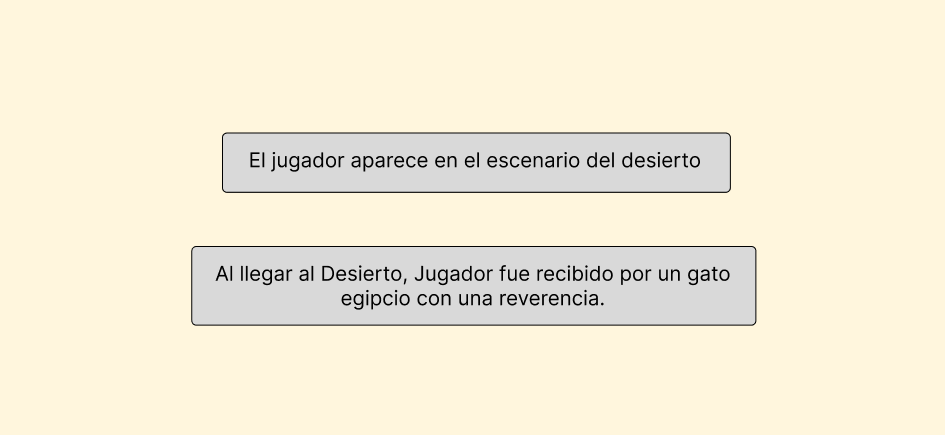 El jugador aparece en el escenario del desierto
Al llegar al Desierto, Jugador fue recibido por un gato
egipcio con una reverencia.